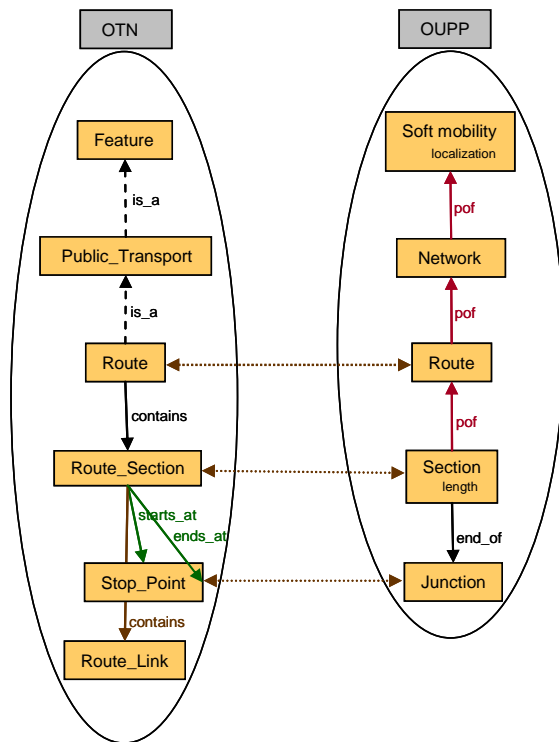 OTN
OUPP
Feature
is_a
Public_Transport
is_a
Route
contains
Route_Section
starts_at
ends_at
Stop_Point
contains
Route_Link
Soft mobility
localization
pof
Network
pof
Route
pof
Section
length
end_of
Junction